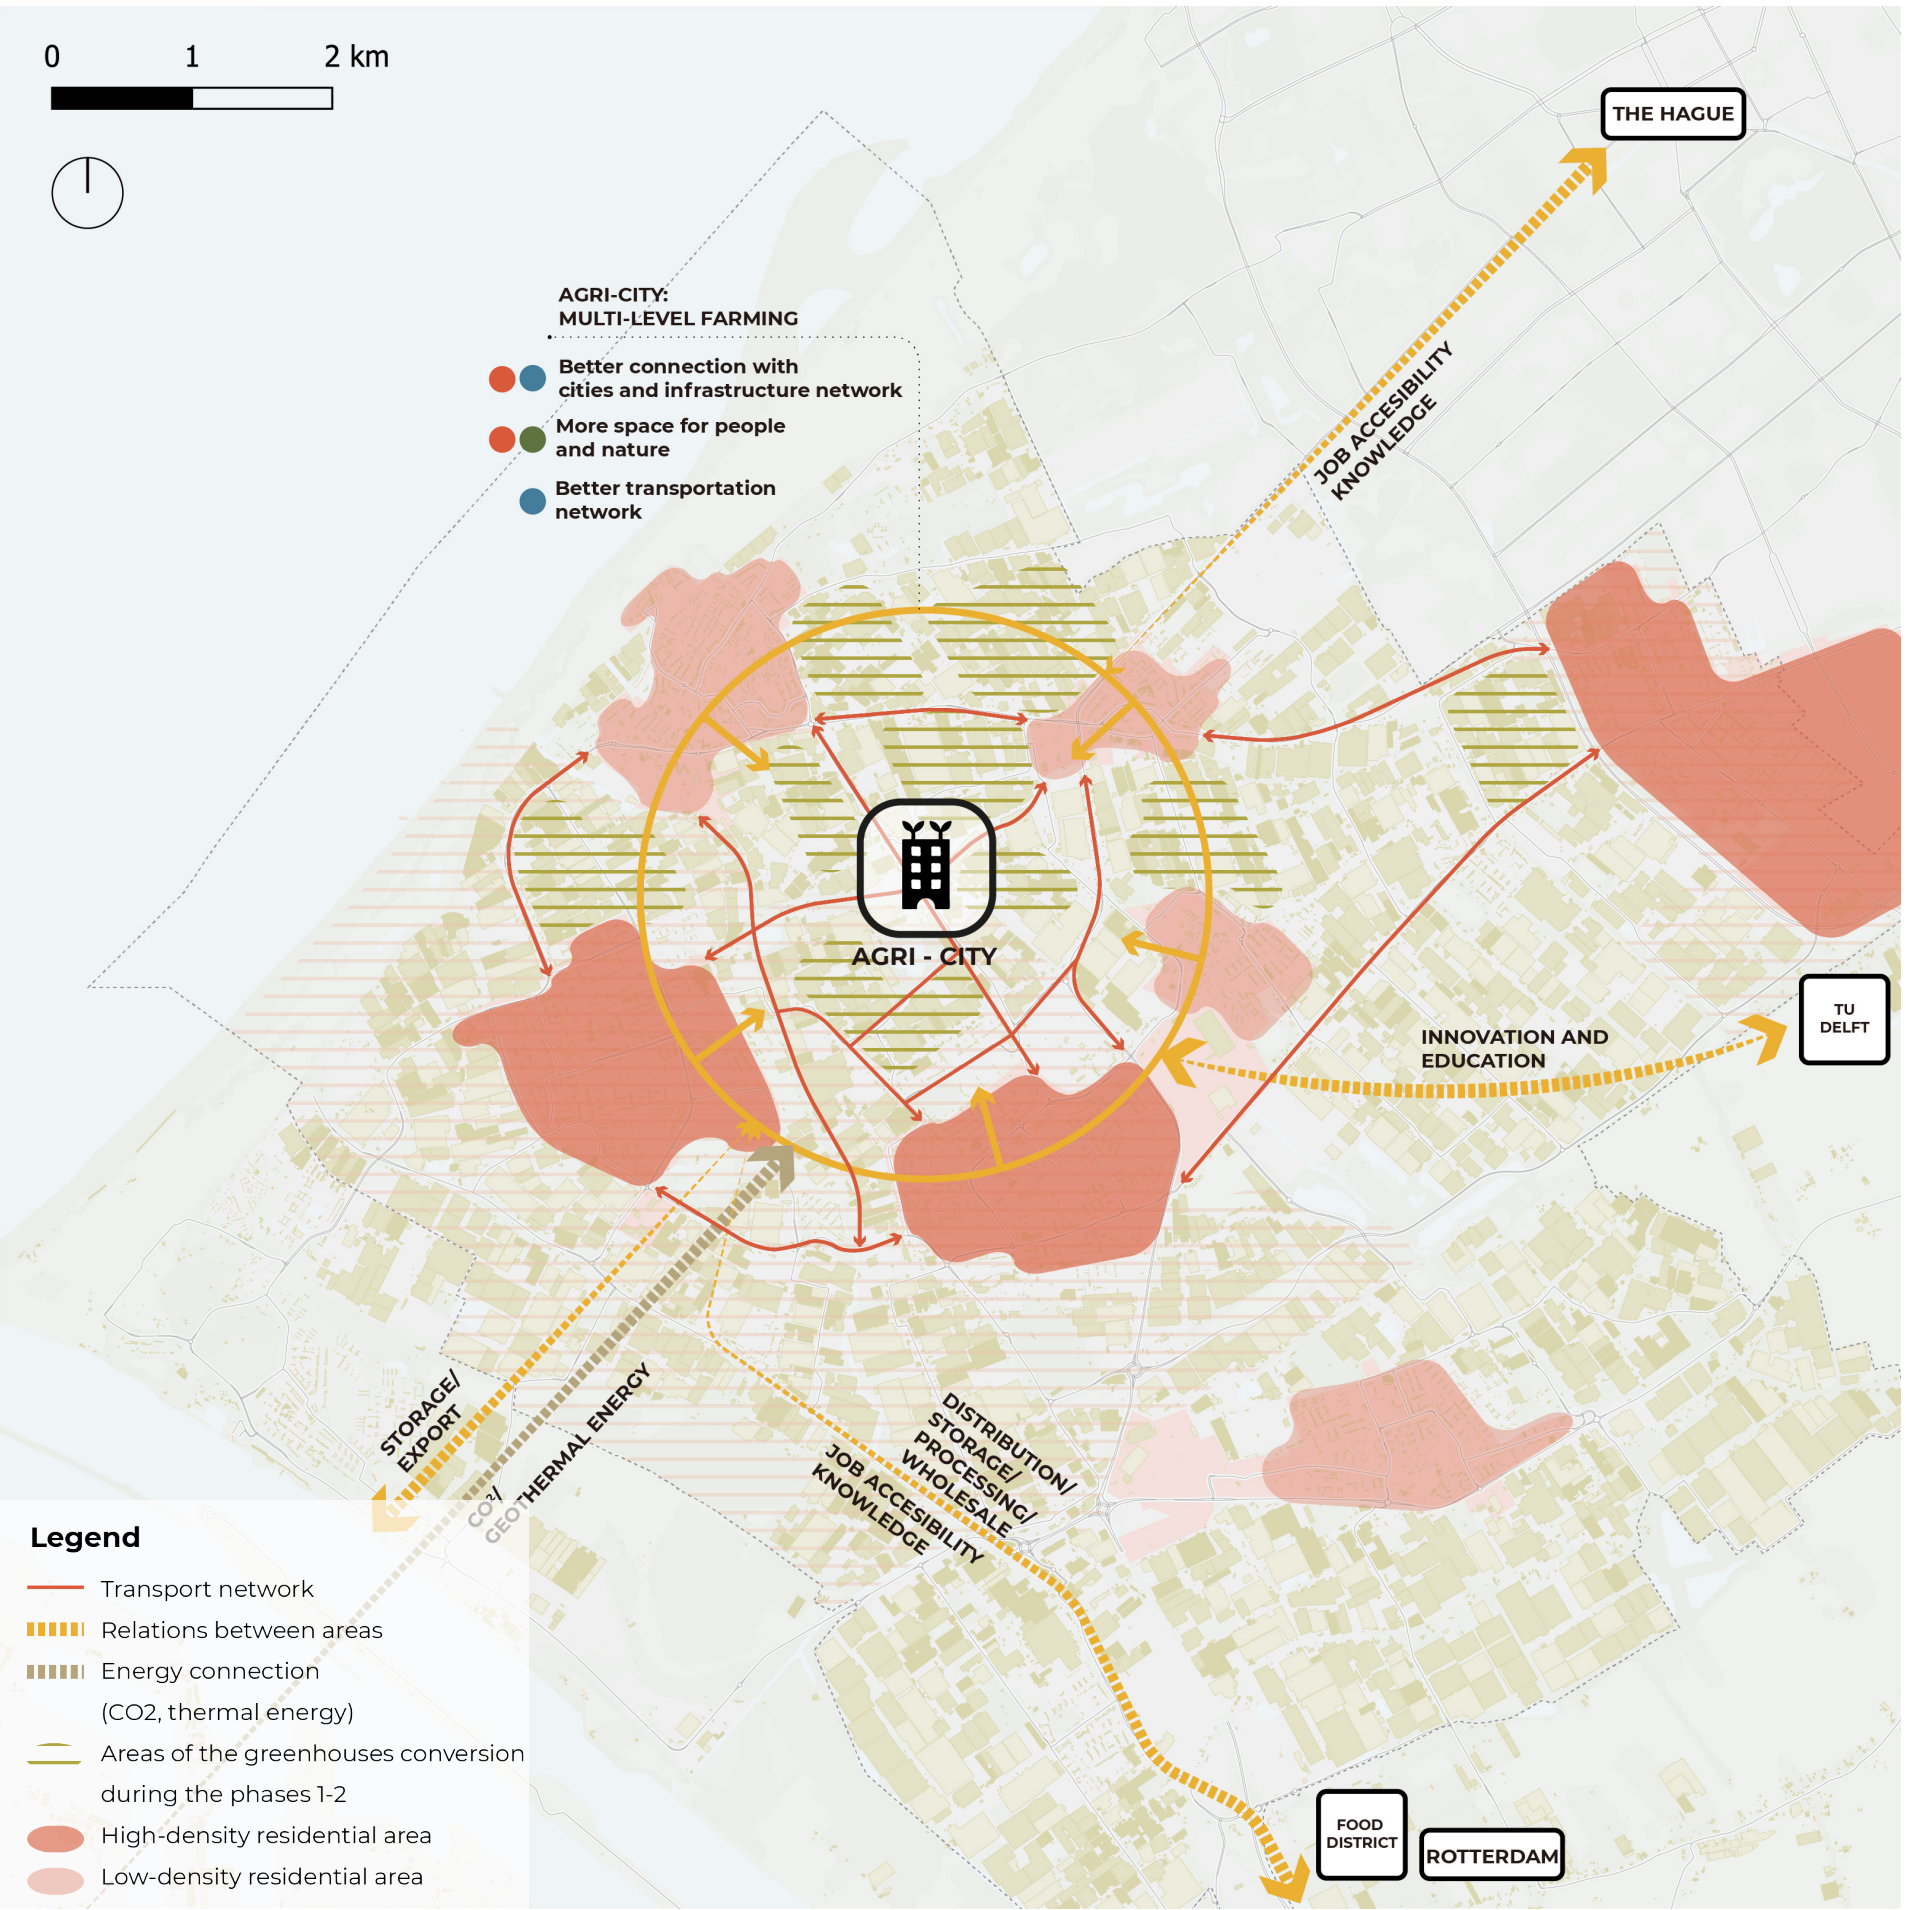 0 1 2 km
THE HAGUE
AGRI-CITY:
MULTI-LEVEL FARMING
Better connection with
cities and infrastructure network
More space for people
and nature
Better transportation
network
JOB ACCESIBILITY
KNOWLEDGE
AGRI - CITY
TU
DELFT
INNOVATION AND
EDUCATION
STORAGE/
EXPORT
CO²/
GEOTHERMAL ENERGY
DISTRIBUTION/
STORAGE/
PROCESSING/
WHOLESALE
JOB ACCESIBILITY
KNOWLEDGE
Legend
Transport network
Relations between areas
Energy connection
(CO2, thermal energy)
Areas of the greenhouses conversion
during the phases 1-2
High-density residential area
Low-density residential area
FOOD
DISTRICT
ROTTERDAM